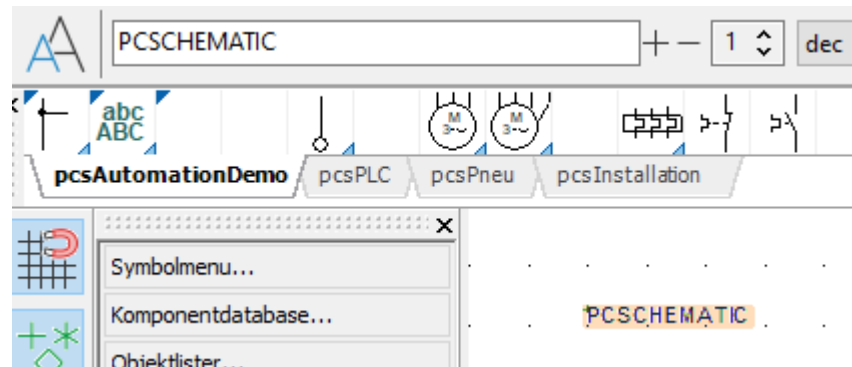 PCSCHEMATIC
1
dec
abc
ABC
M
3~
M
3~
pcsAutomationDemo
pcsPLC
pcsPneu
pcsInstallation
Symbolmenu...
Komponentdatabase...
PCSCHEMATIC
Objektlister...